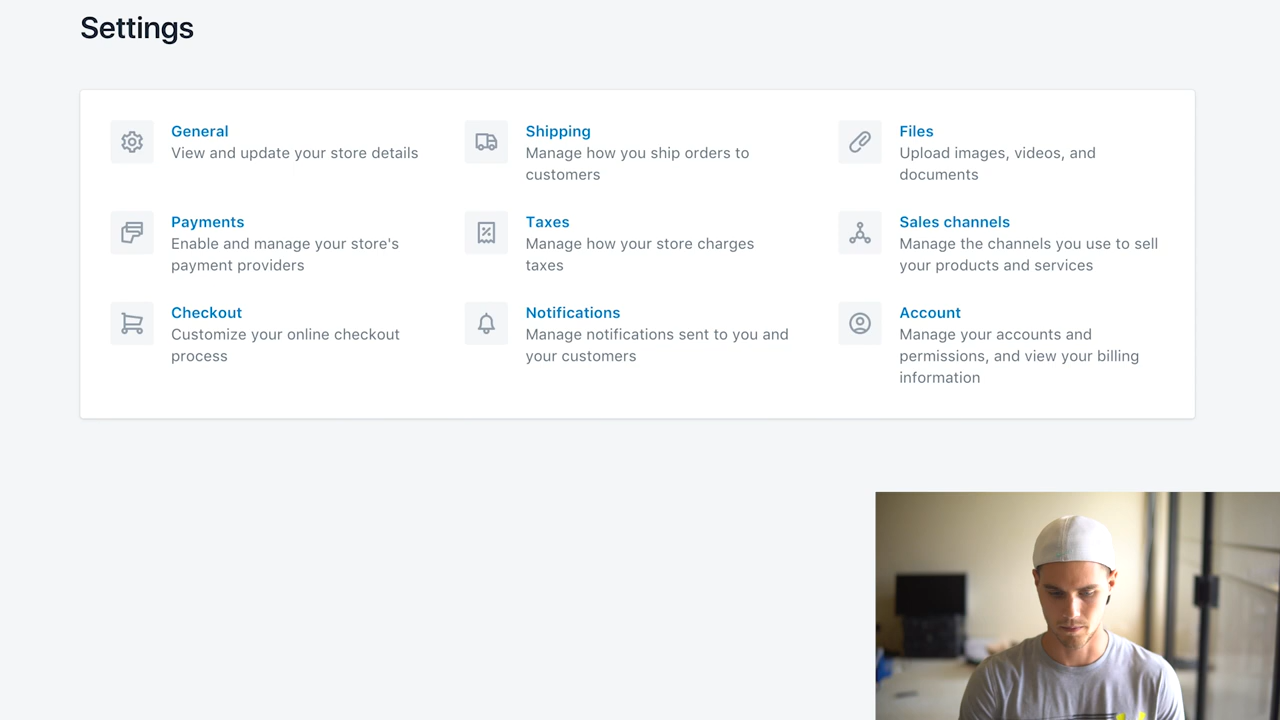 Settings
General
View and update your store details
Shipping
Manage how you ship orders to
customers
Files
Upload images, videos, and
documents
Payments
Enable and manage your store's
payment providers
Taxes
Manage how your store charges
taxes
Sales channels
Manage the channels you use to sell
your products and services
Checkout
Customize your online checkout
process
Notifications
Manage notifications sent to you and
your customers
Account
Manage your accounts and
permissions, and view your billing
information